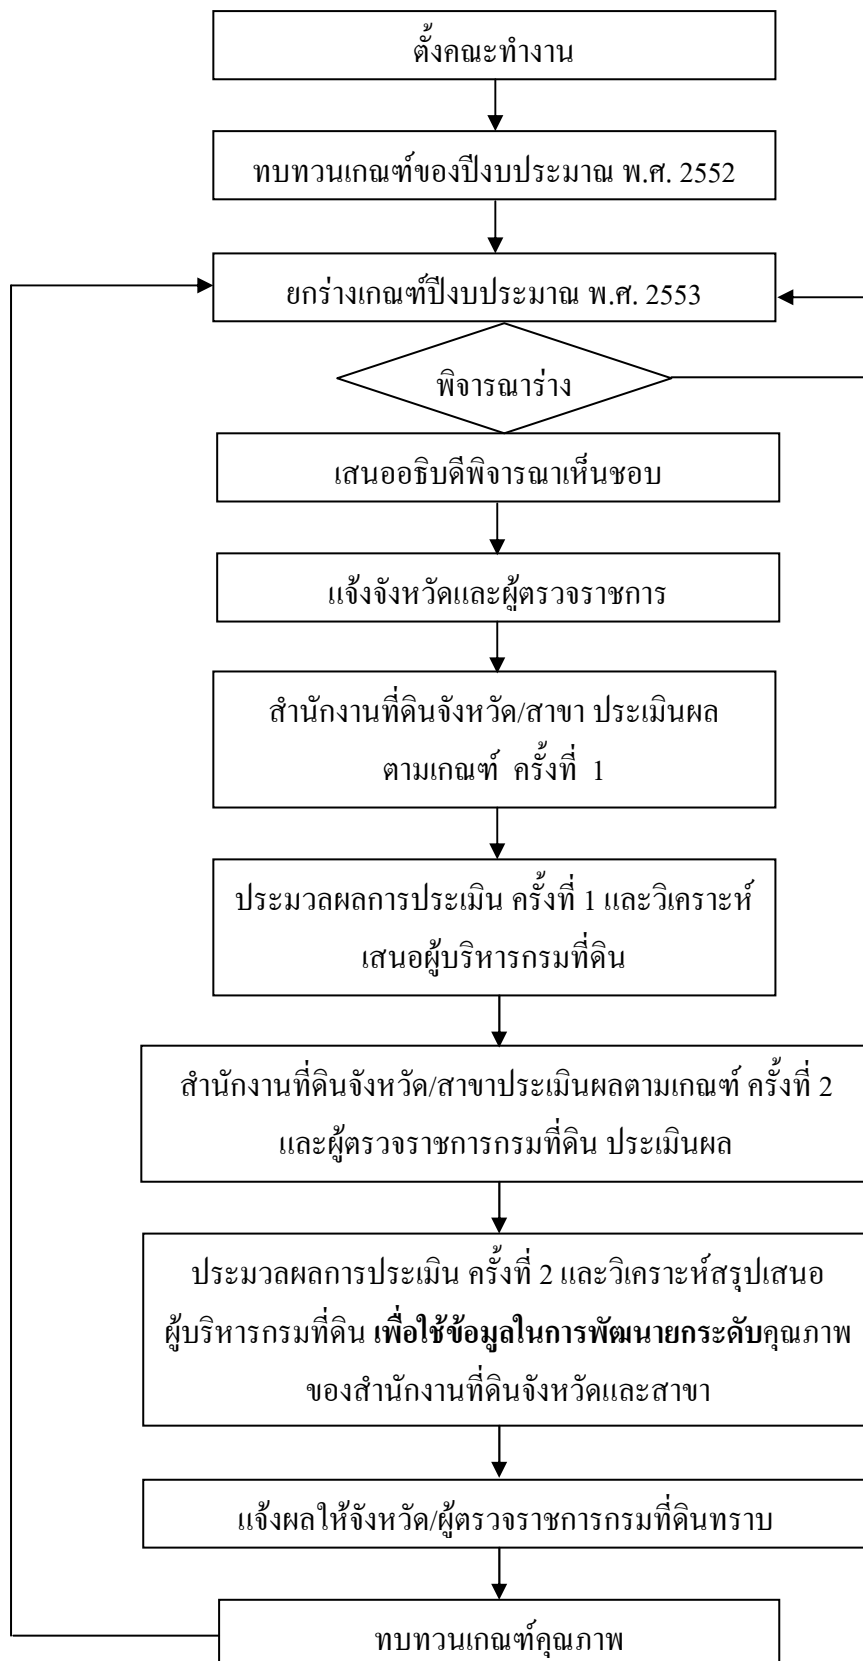 ตั้งคณะทำงาน
ทบทวนเกณฑ์ของปีงบประมาณ พ.ศ. 2552
ยกร่างเกณฑ์ปีงบประมาณ พ.ศ. 2553
พิจารณาร่าง
เสนออธิบดีพิจารณาเห็นชอบ
แจ้งจังหวัดและผู้ตรวจราชการ
สำนักงานที่ดินจังหวัด/สาขา ประเมินผล
ตามเกณฑ์ ครั้งที่ 1
ประมวลผลการประเมิน ครั้งที่ 1 และวิเคราะห์
เสนอผู้บริหารกรมที่ดิน
สำนักงานที่ดินจังหวัด/สาขาประเมินผลตามเกณฑ์ ครั้งที่ 2
และผู้ตรวจราชการกรมที่ดิน ประเมินผล
ประมวลผลการประเมิน ครั้งที่ 2 และวิเคราะห์สรุปเสนอ
ผู้บริหารกรมที่ดิน เพื่อใช้ข้อมูลในการพัฒนายกระดับคุณภาพ
ของสำนักงานที่ดินจังหวัดและสาขา
แจ้งผลให้จังหวัด/ผู้ตรวจราชการกรมที่ดินทราบ
ทบทวนเกณฑ์คุณภาพ